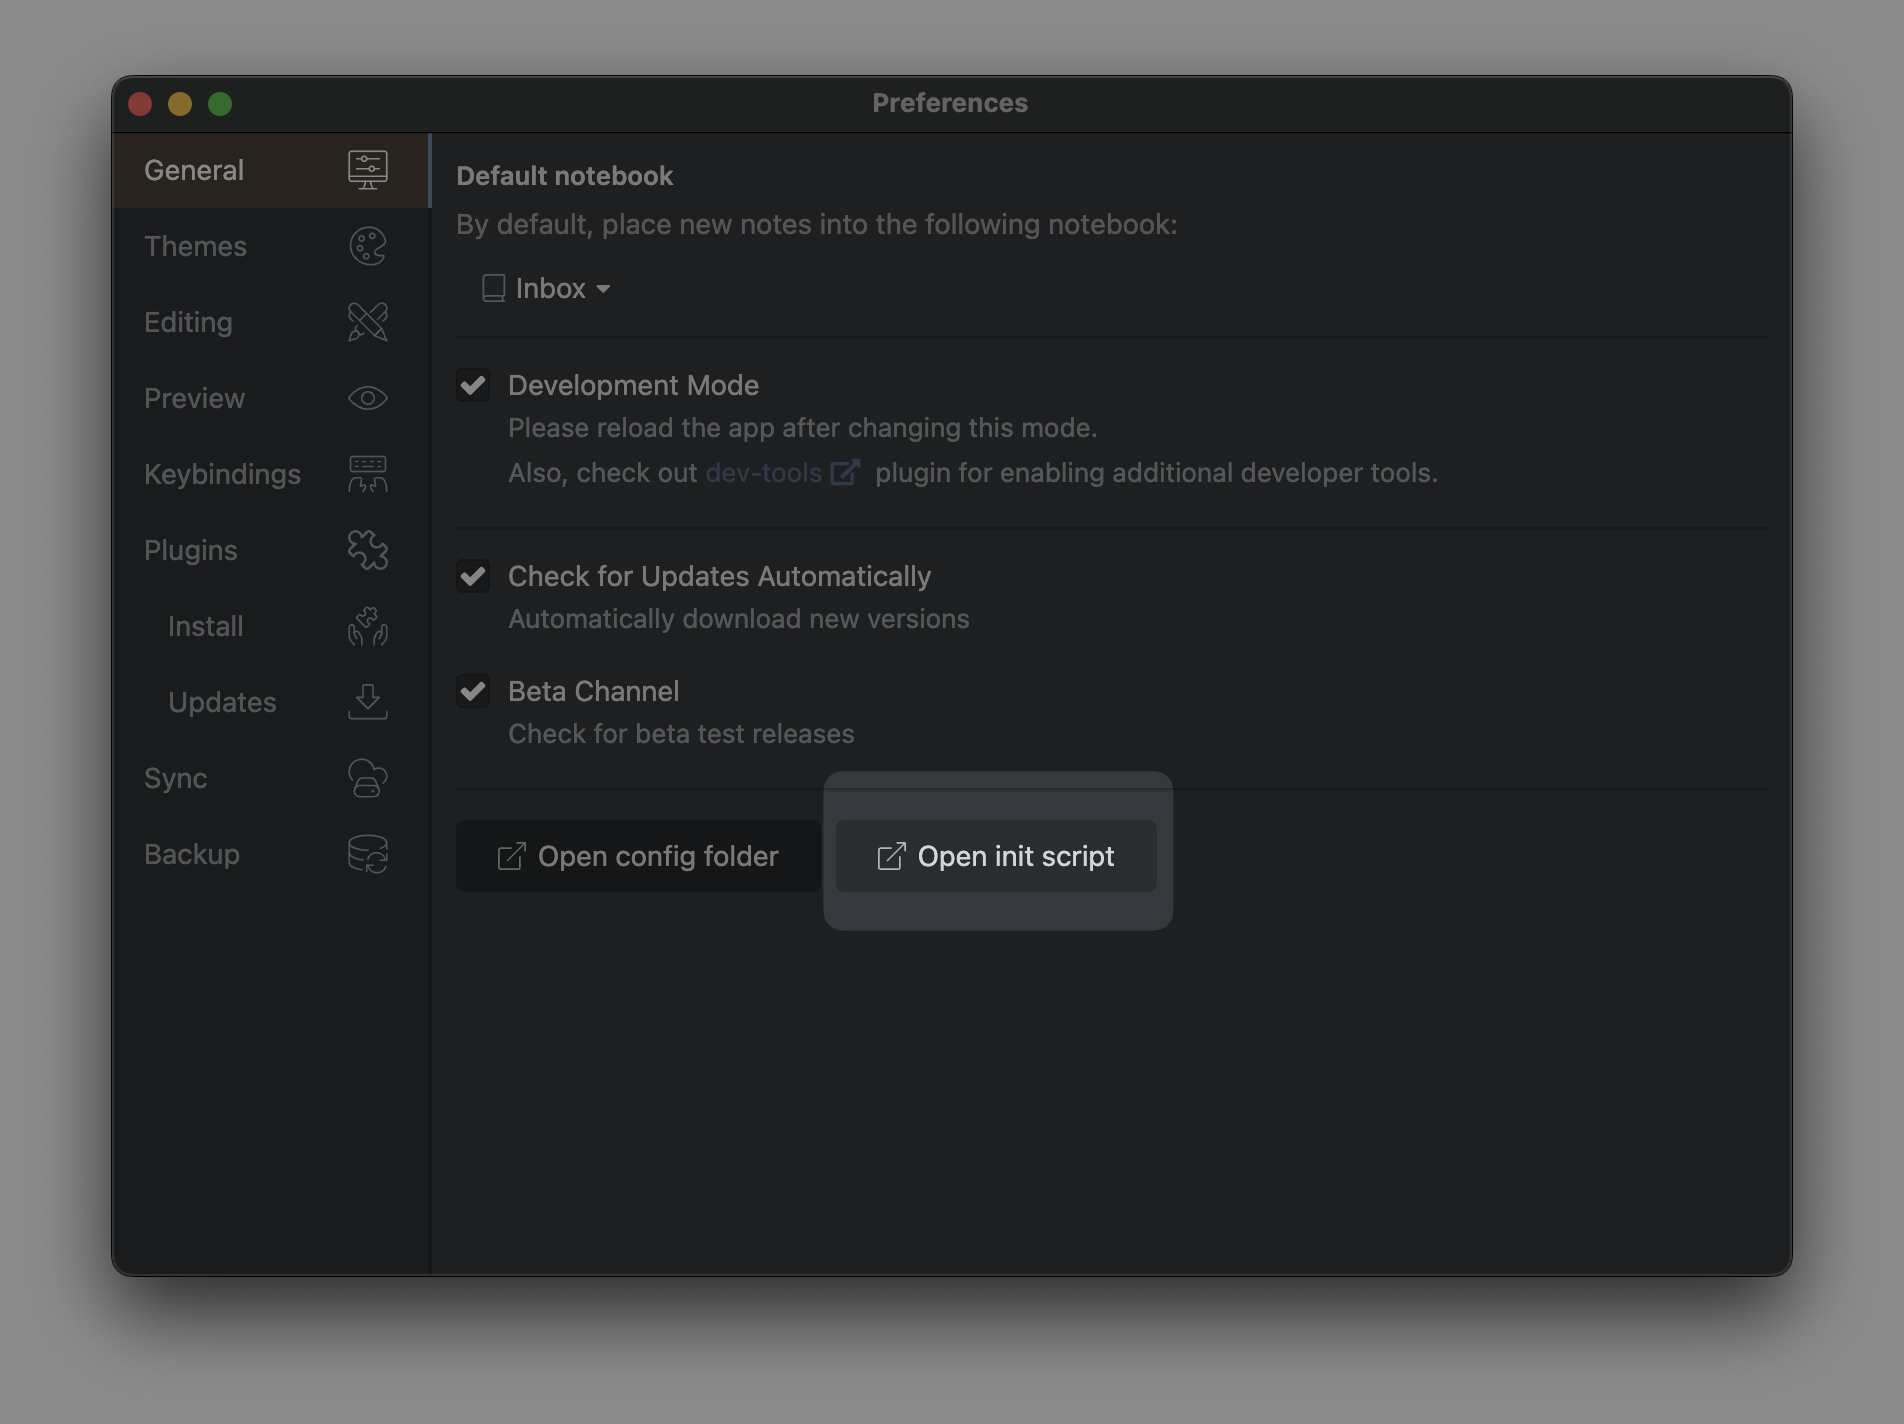 Preferences
General
Themes
Editing
Preview
Keybindings
Plugins
Install
Updates
Sync
Backup
Default notebook
By default, place new notes into the following notebook:
Inbox
Development Mode
Please reload the app after changing this mode.
Also, check out dev-tools plugin for enabling additional developer tools.
Check for Updates Automatically
Automatically download new versions
Beta Channel
Check for beta test releases
Open config folder
Open init script